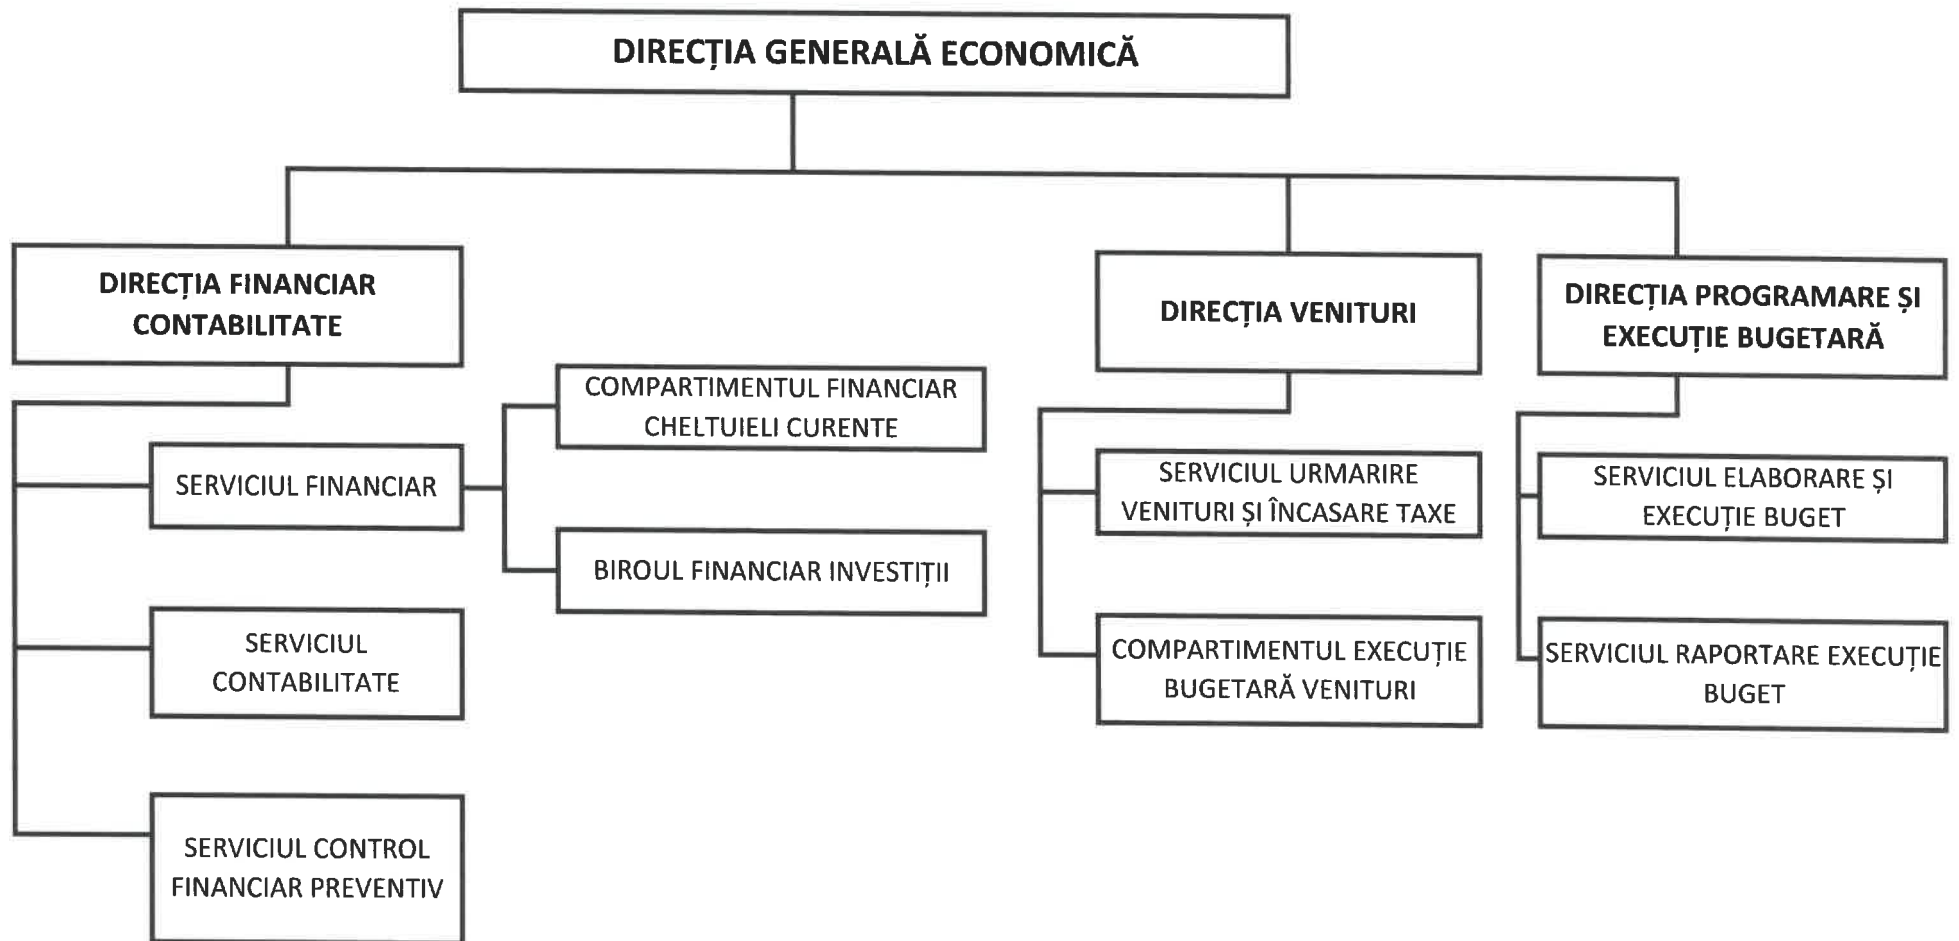 DIRECȚIA GENERALĂ ECONOMICĂ
DIRECȚIA FINANCIAR
CONTABILITATE
DIRECȚIA VENITURI
DIRECȚIA PROGRAMARE ȘI
EXECUȚIE BUGETARĂ
SERVICIUL FINANCIAR
COMPARTIMENTUL FINANCIAR
CHELTUIELI CURENTE
BIROUL FINANCIAR INVESTIȚII
SERVICIUL
CONTABILITATE
SERVICIUL CONTROL
FINANCIAR PREVENTIV
SERVICIUL URMARIRE
VENITURI ȘI ÎNCASARE TAXE
COMPARTIMENTUL EXECUȚIE
BUGETARĂ VENITURI
SERVICIUL ELABORARE ȘI
EXECUȚIE BUGET
SERVICIUL RAPORTARE EXECUȚIE
BUGET